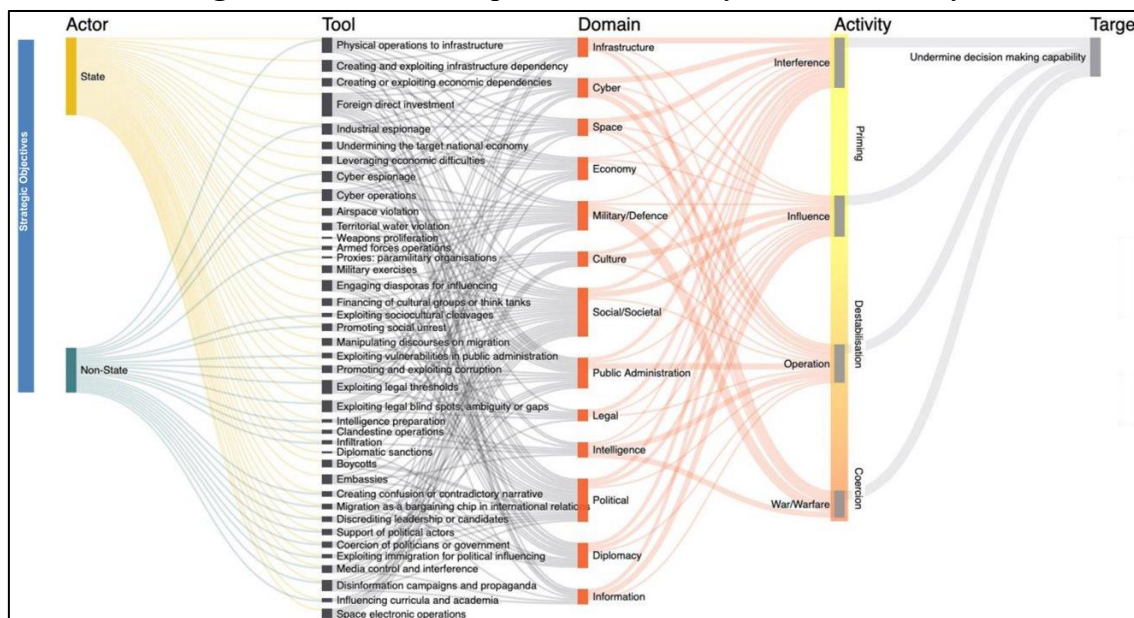 Actor
Tool
Domain
Activity
Target
Strategic Objectives
State
Non-State
Physical operations to infrastructure
Creating and exploiting infrastructure dependency
Creating or exploiting economic dependencies
Foreign direct investment
Industrial espionage
Undermining the target national economy
Leveraging economic difficulties
Cyber espionage
Cyber operations
Airspace violation
Territorial water violation
Weapons proliferation
Armed forces operations
Proxies: paramilitary organisations
Military exercises
Engaging diasporas for influencing
Financing of cultural groups or think tanks
Exploiting sociocultural cleavages
Promoting social unrest
Manipulating discourses on migration
Exploiting vulnerabilities in public administration
Promoting and exploiting corruption
Exploiting legal thresholds
Exploiting legal blind spots, ambiguity or gaps
Intelligence preparation
Clandestine operations
Infiltration
Diplomatic sanctions
Boycotts
Embassies
Creating confusion or contradictory narrative
Migration as a bargaining chip in international relations
Discrediting leadership or candidates
Support of political actors
Coercion of politicians or government
Exploiting immigration for political influencing
Media control and interference
Disinformation campaigns and propaganda
Influencing curricula and academia
Space electronic operations
Infrastructure
Cyber
Space
Economy
Military/Defence
Culture
Social/Societal
Public Administration
Legal
Intelligence
Political
Diplomacy
Information
Interference
Influence
Operation
War/Warfare
Priming
Destabilisation
Coercion
Undermine decision making capability